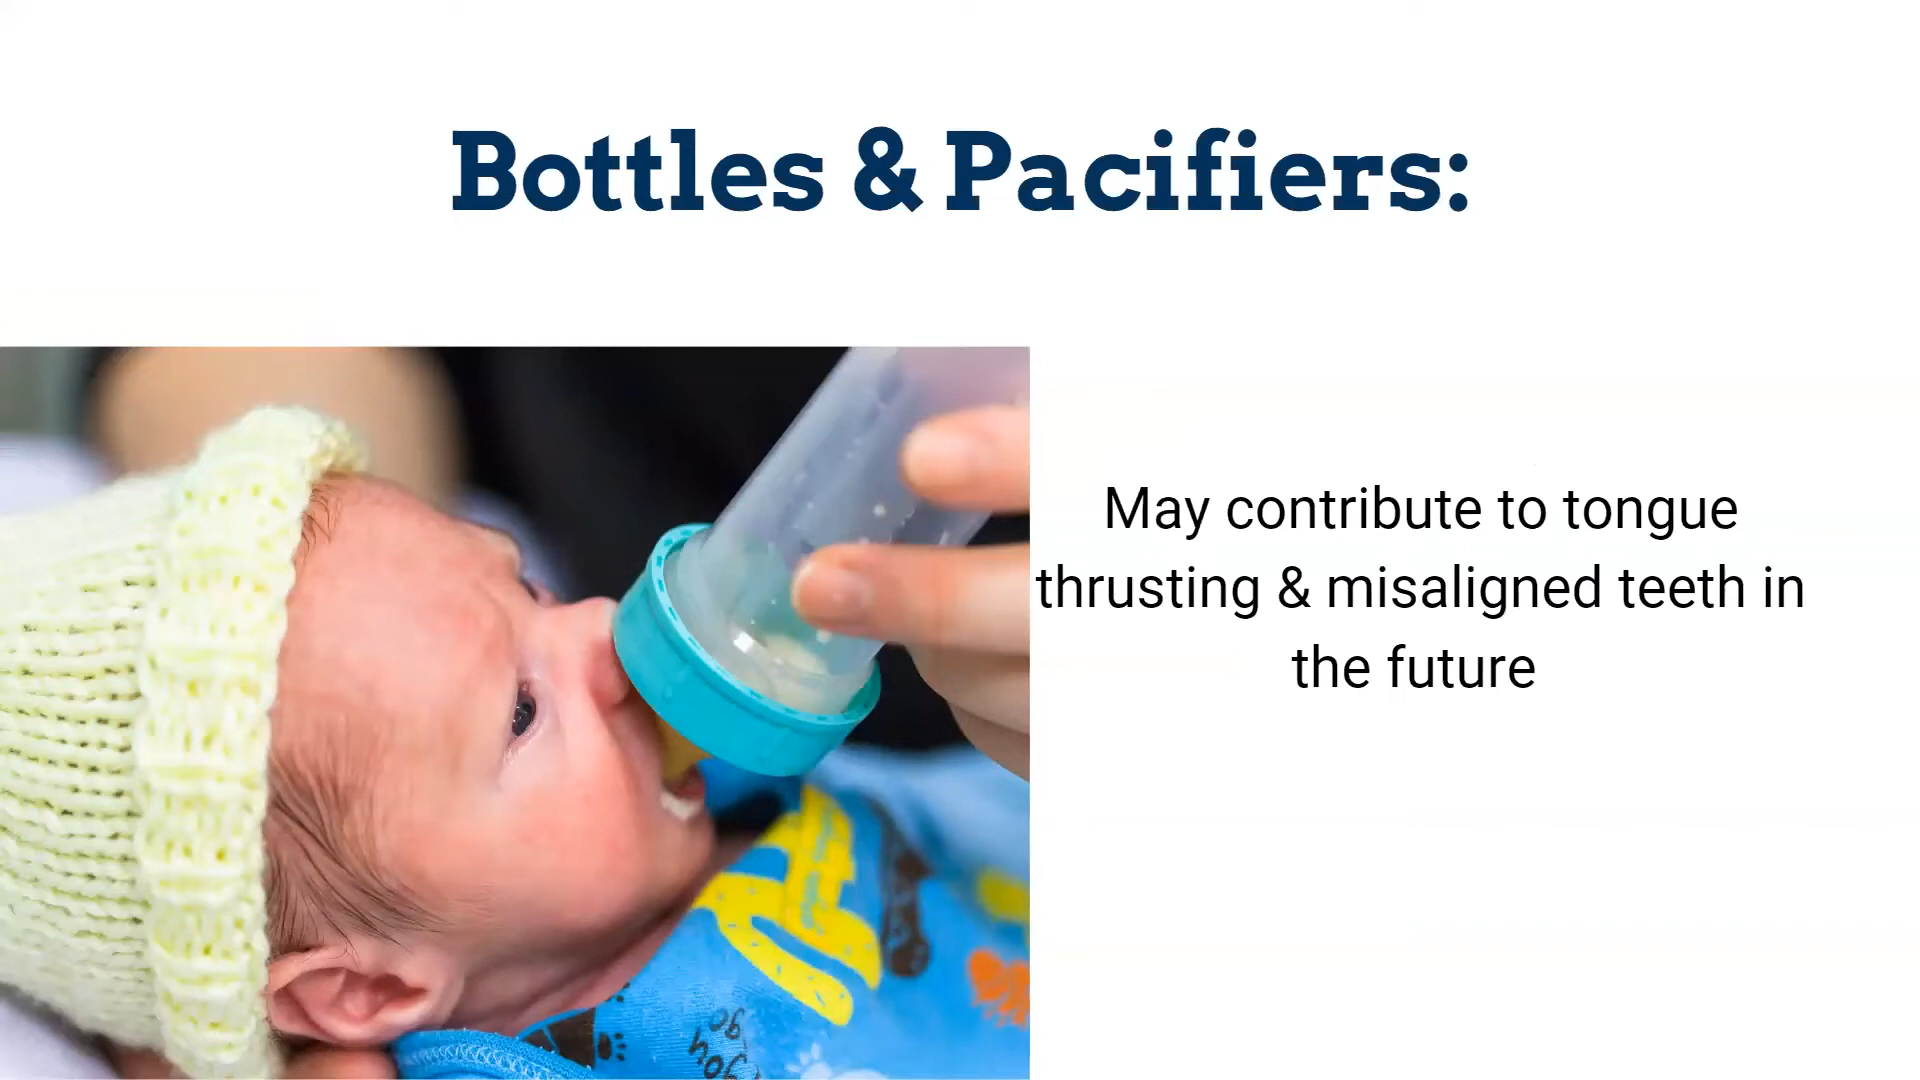 Bottles & Pacifiers:
May contribute to tongue
thrusting & misaligned teeth in
the future